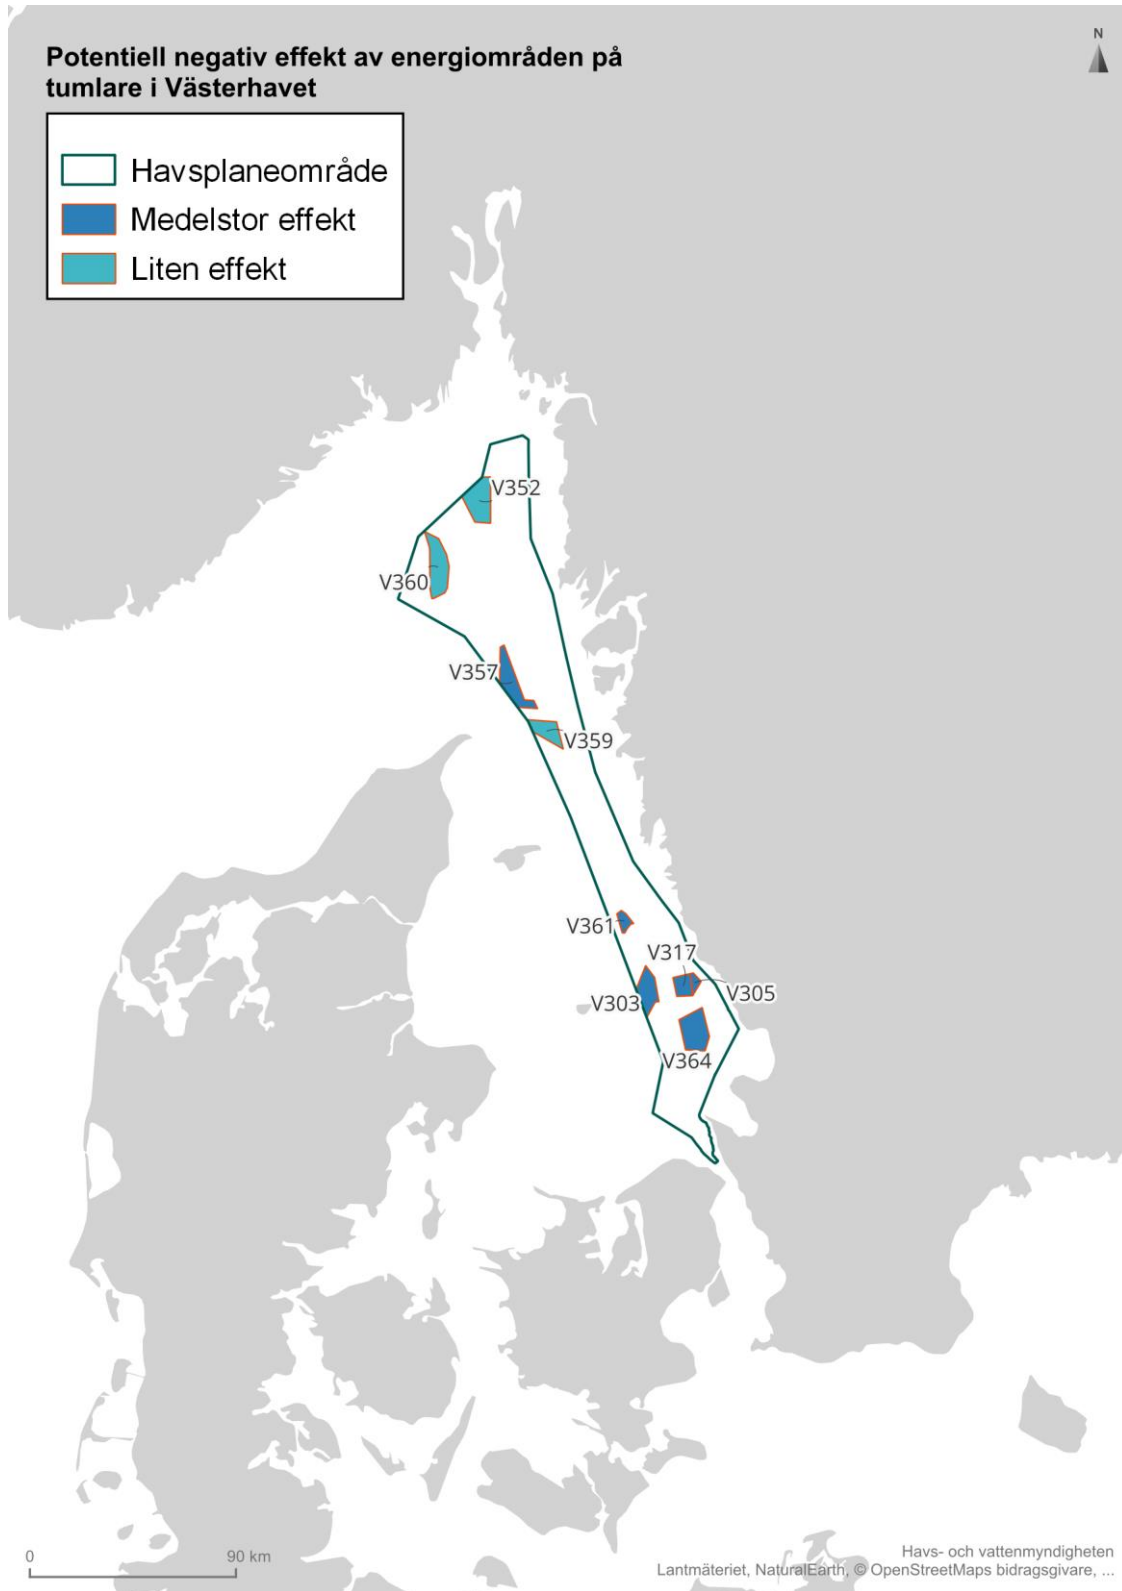 Potentiell negativ effekt av energiområden på
tumlare i Västerhavet
N
Havsplaneområde
Medelstor effekt
Liten effekt
V352
V360
V357
V359
V361
V317
V303
V305
V364
0
90 km
Havs- och vattenmyndigheten
Lantmäteriet, NaturalEarth, © OpenStreetMaps bidragsgivare, ...